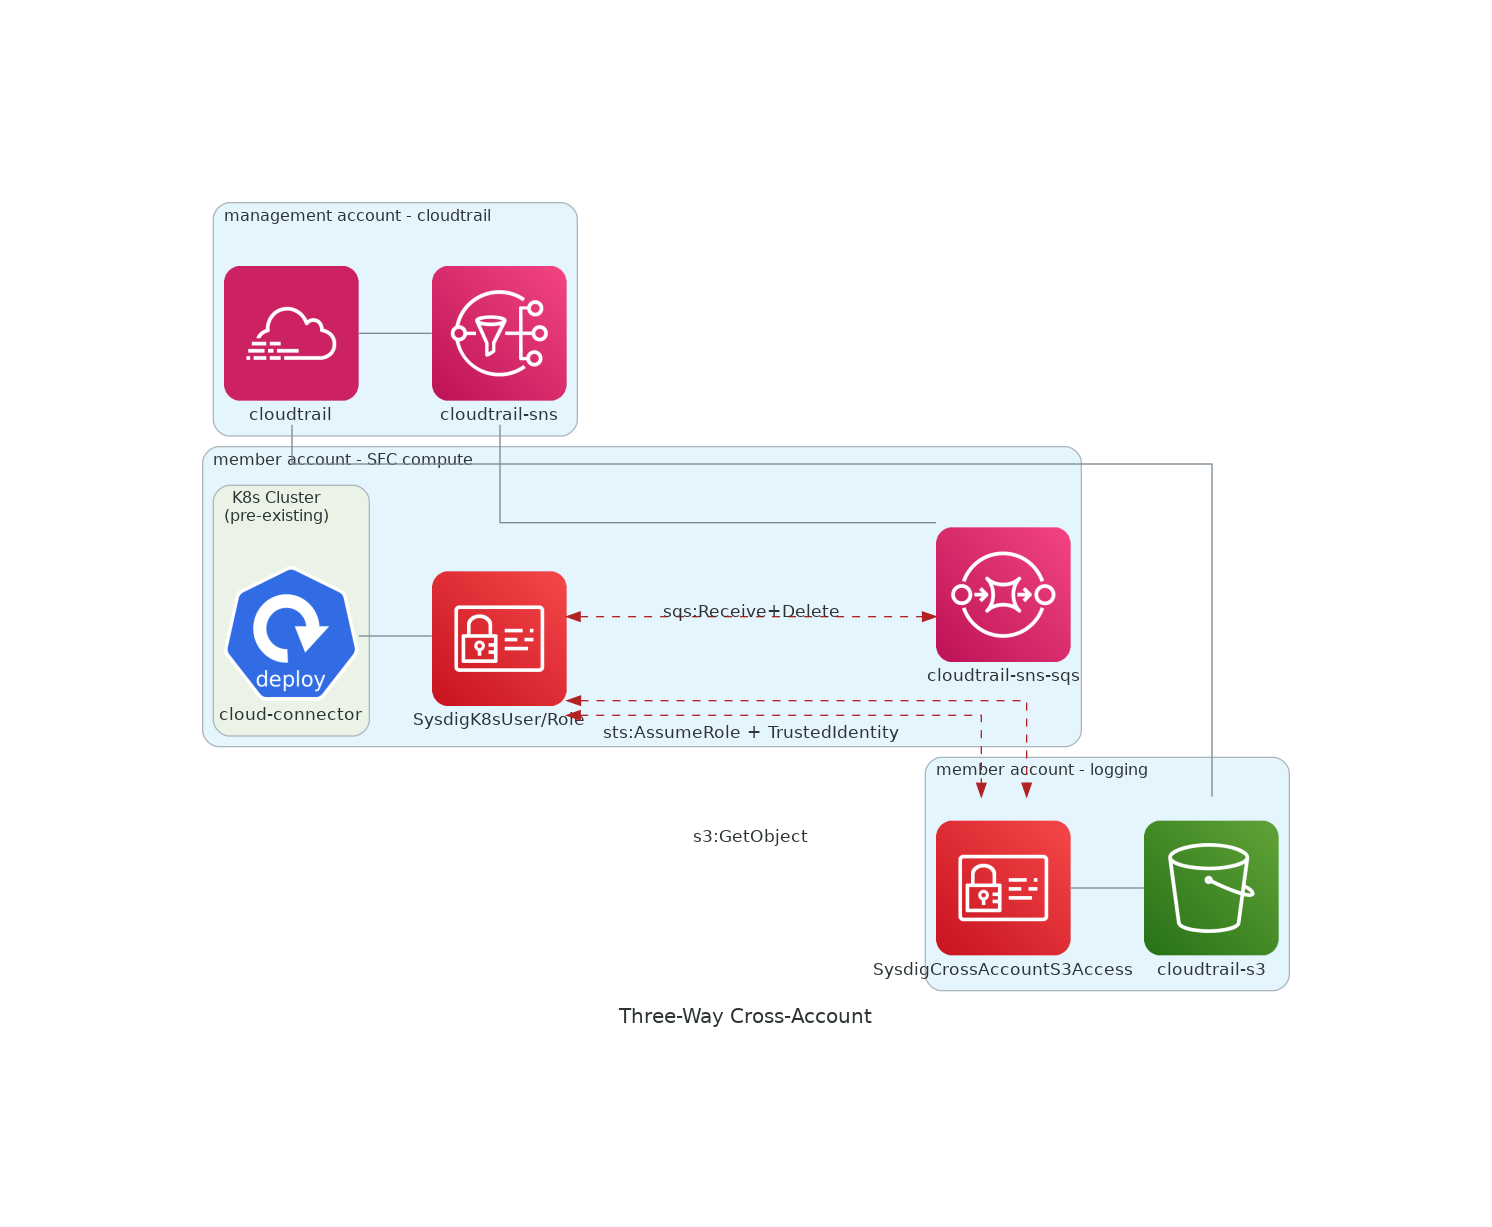 management account - cloudtrail
cloudtrail
cloudtrail-sns
member account - SFC compute
K8s Cluster
(pre-existing)
deploy
cloud-connector
SysdigK8sUser/Role
sqs:Receive+Delete
cloudtrail-sns-sqs
sts:AssumeRole + TrustedIdentity
member account - logging
s3:GetObject
SysdigCrossAccountS3Access
cloudtrail-s3
Three-Way Cross-Account